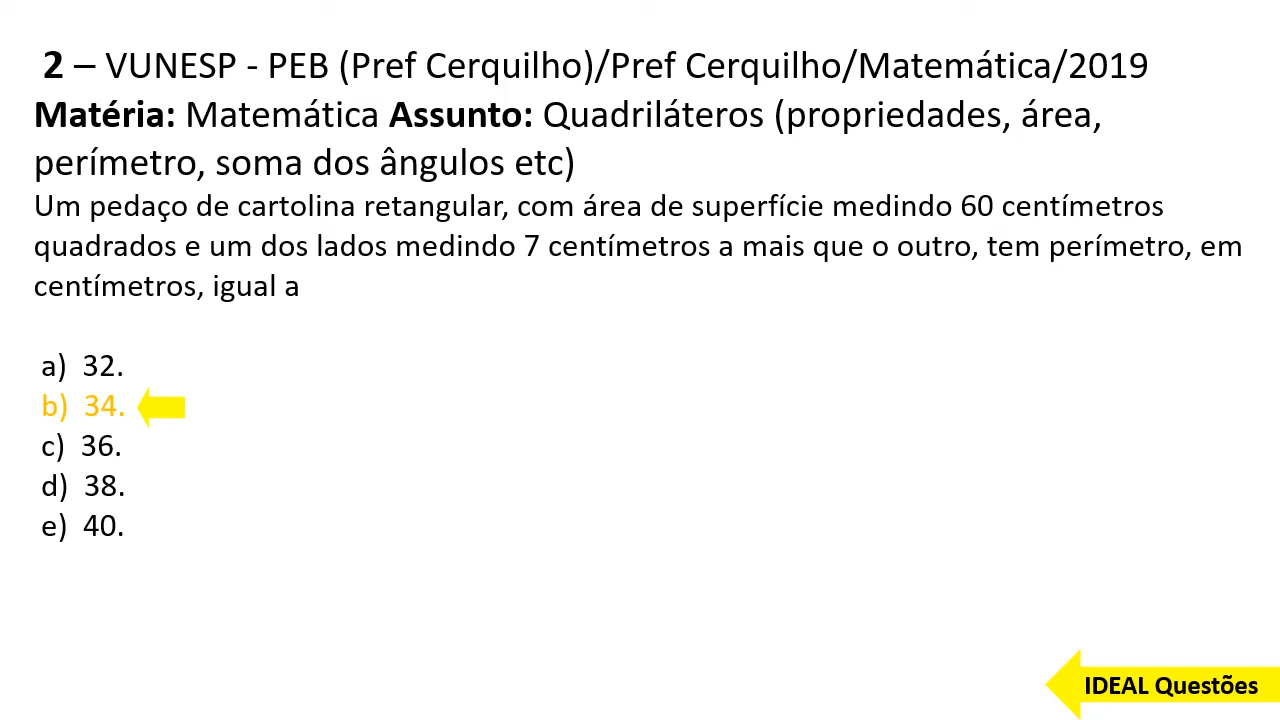 2 – VUNESP - PEB (Pref Cerquilho)/Pref Cerquilho/Matemática/2019
Matéria: Matemática Assunto: Quadriláteros (propriedades, área,
perímetro, soma dos ângulos etc)
Um pedaço de cartolina retangular, com área de superfície medindo 60 centímetros
quadrados e um dos lados medindo 7 centímetros a mais que o outro, tem perímetro, em
centímetros, igual a
a) 32.
b) 34.
c) 36.
d) 38.
e) 40.
IDEAL Questões